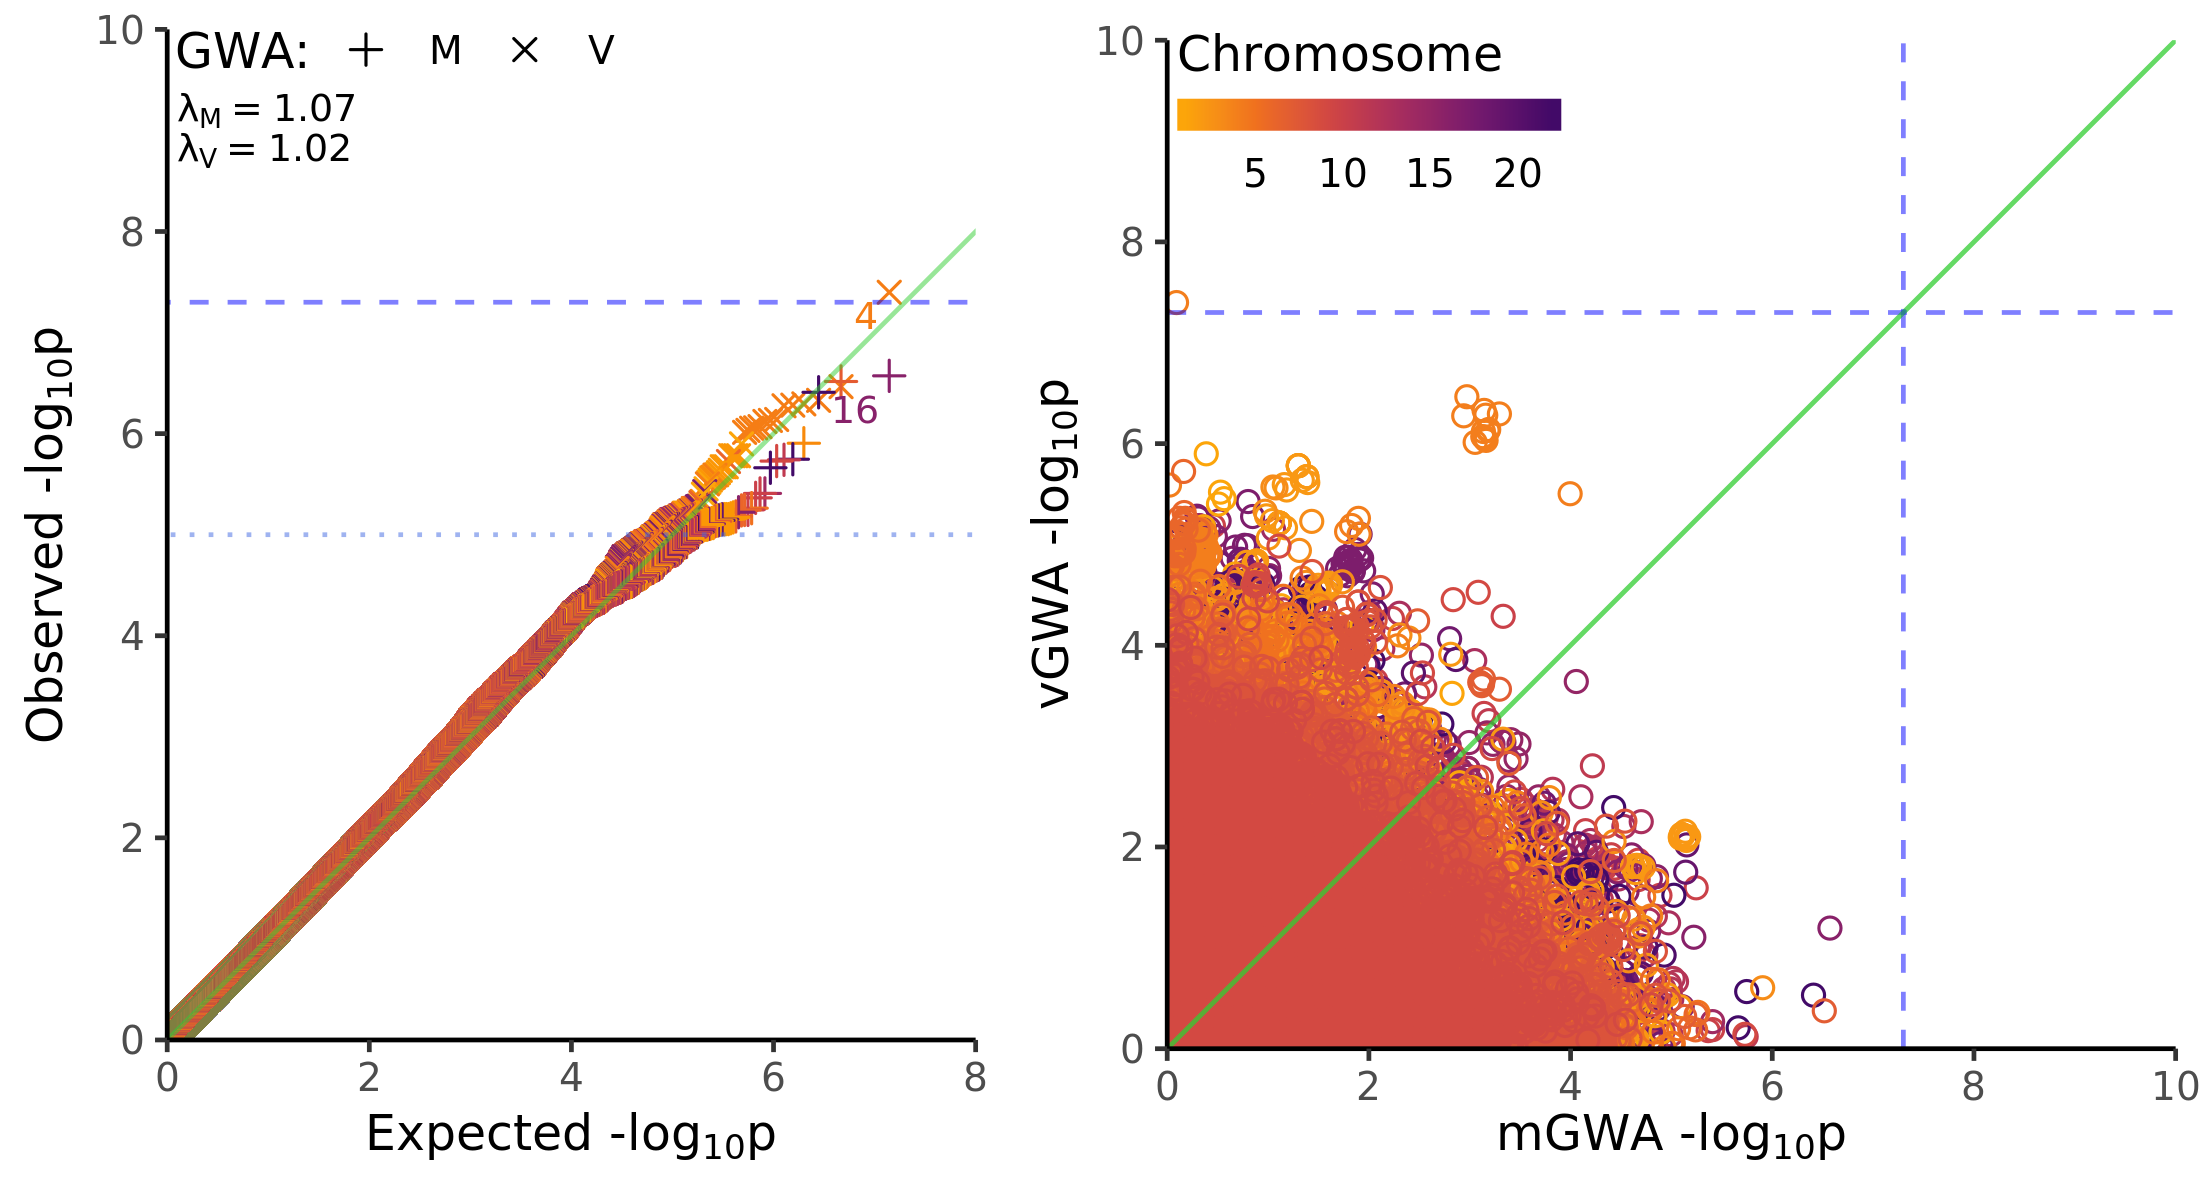 GWA: + M × V
λM = 1.07
λV = 1.02
10
8
6
4
2
0
4
16
0 2 4 6 8
Observed -log10p
Expected -log10p
Chromosome
5 10 15 20
10
8
6
4
2
0
0 2 4 6 8 10
vGWA -log10p
mGWA -log10p